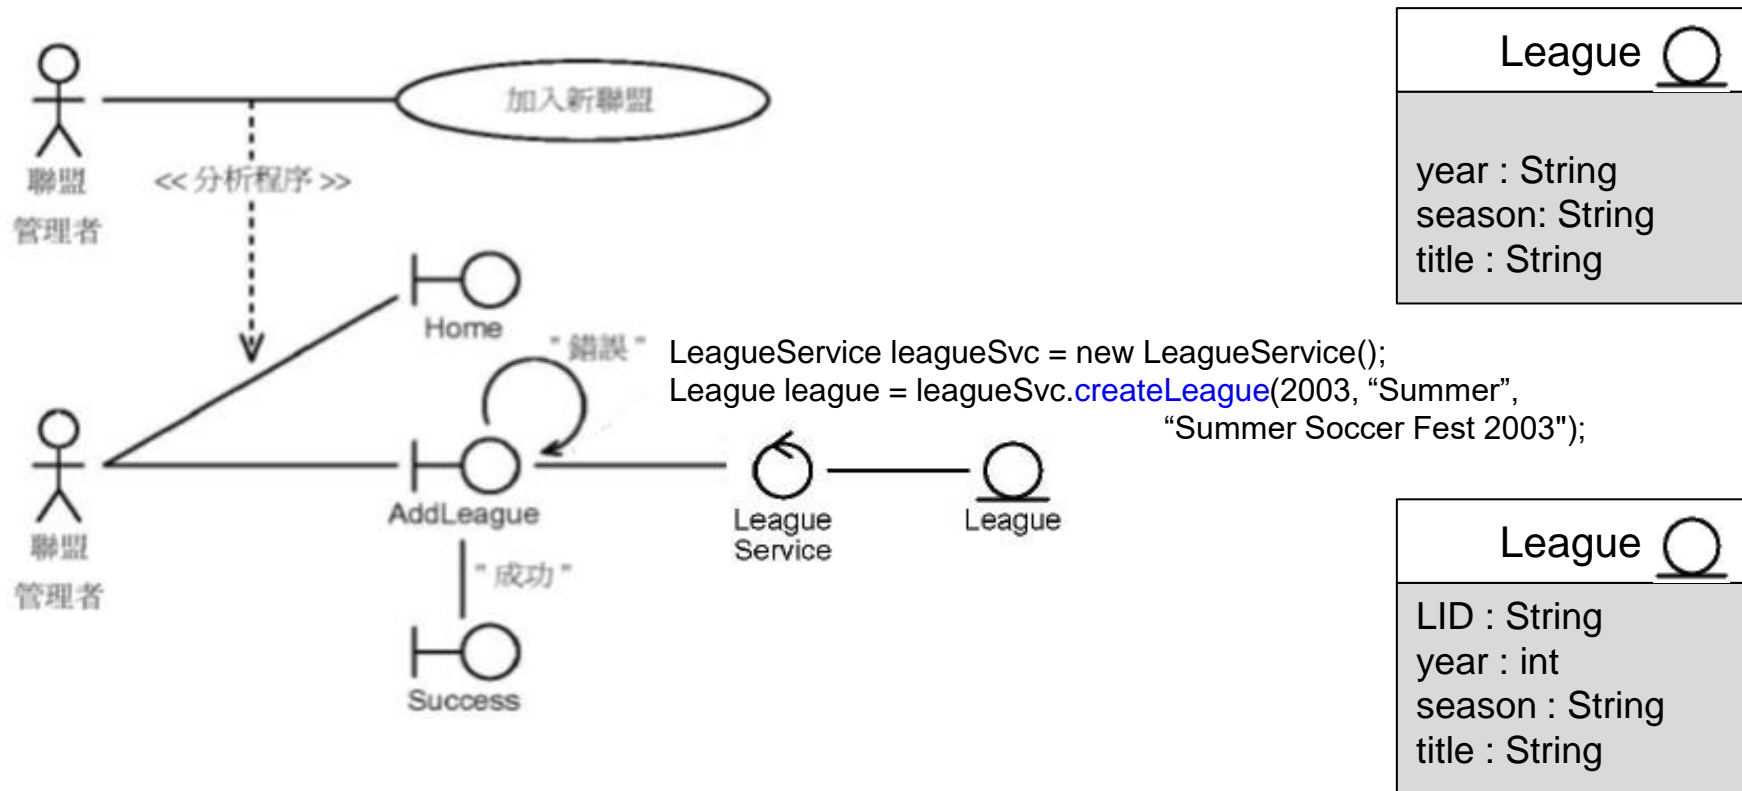 加入新聯盟
聯盟
管理者
<< 分析程序 >>
League
year : String
season: String
title : String
Home
" 錯誤 "
LeagueService leagueSvc = new LeagueService();
League league = leagueSvc.createLeague(2003, “Summer”,
“Summer Soccer Fest 2003");
聯盟
管理者
AddLeague
League
Service
League
" 成功 "
Success
League
LID : String
year : int
season : String
title : String